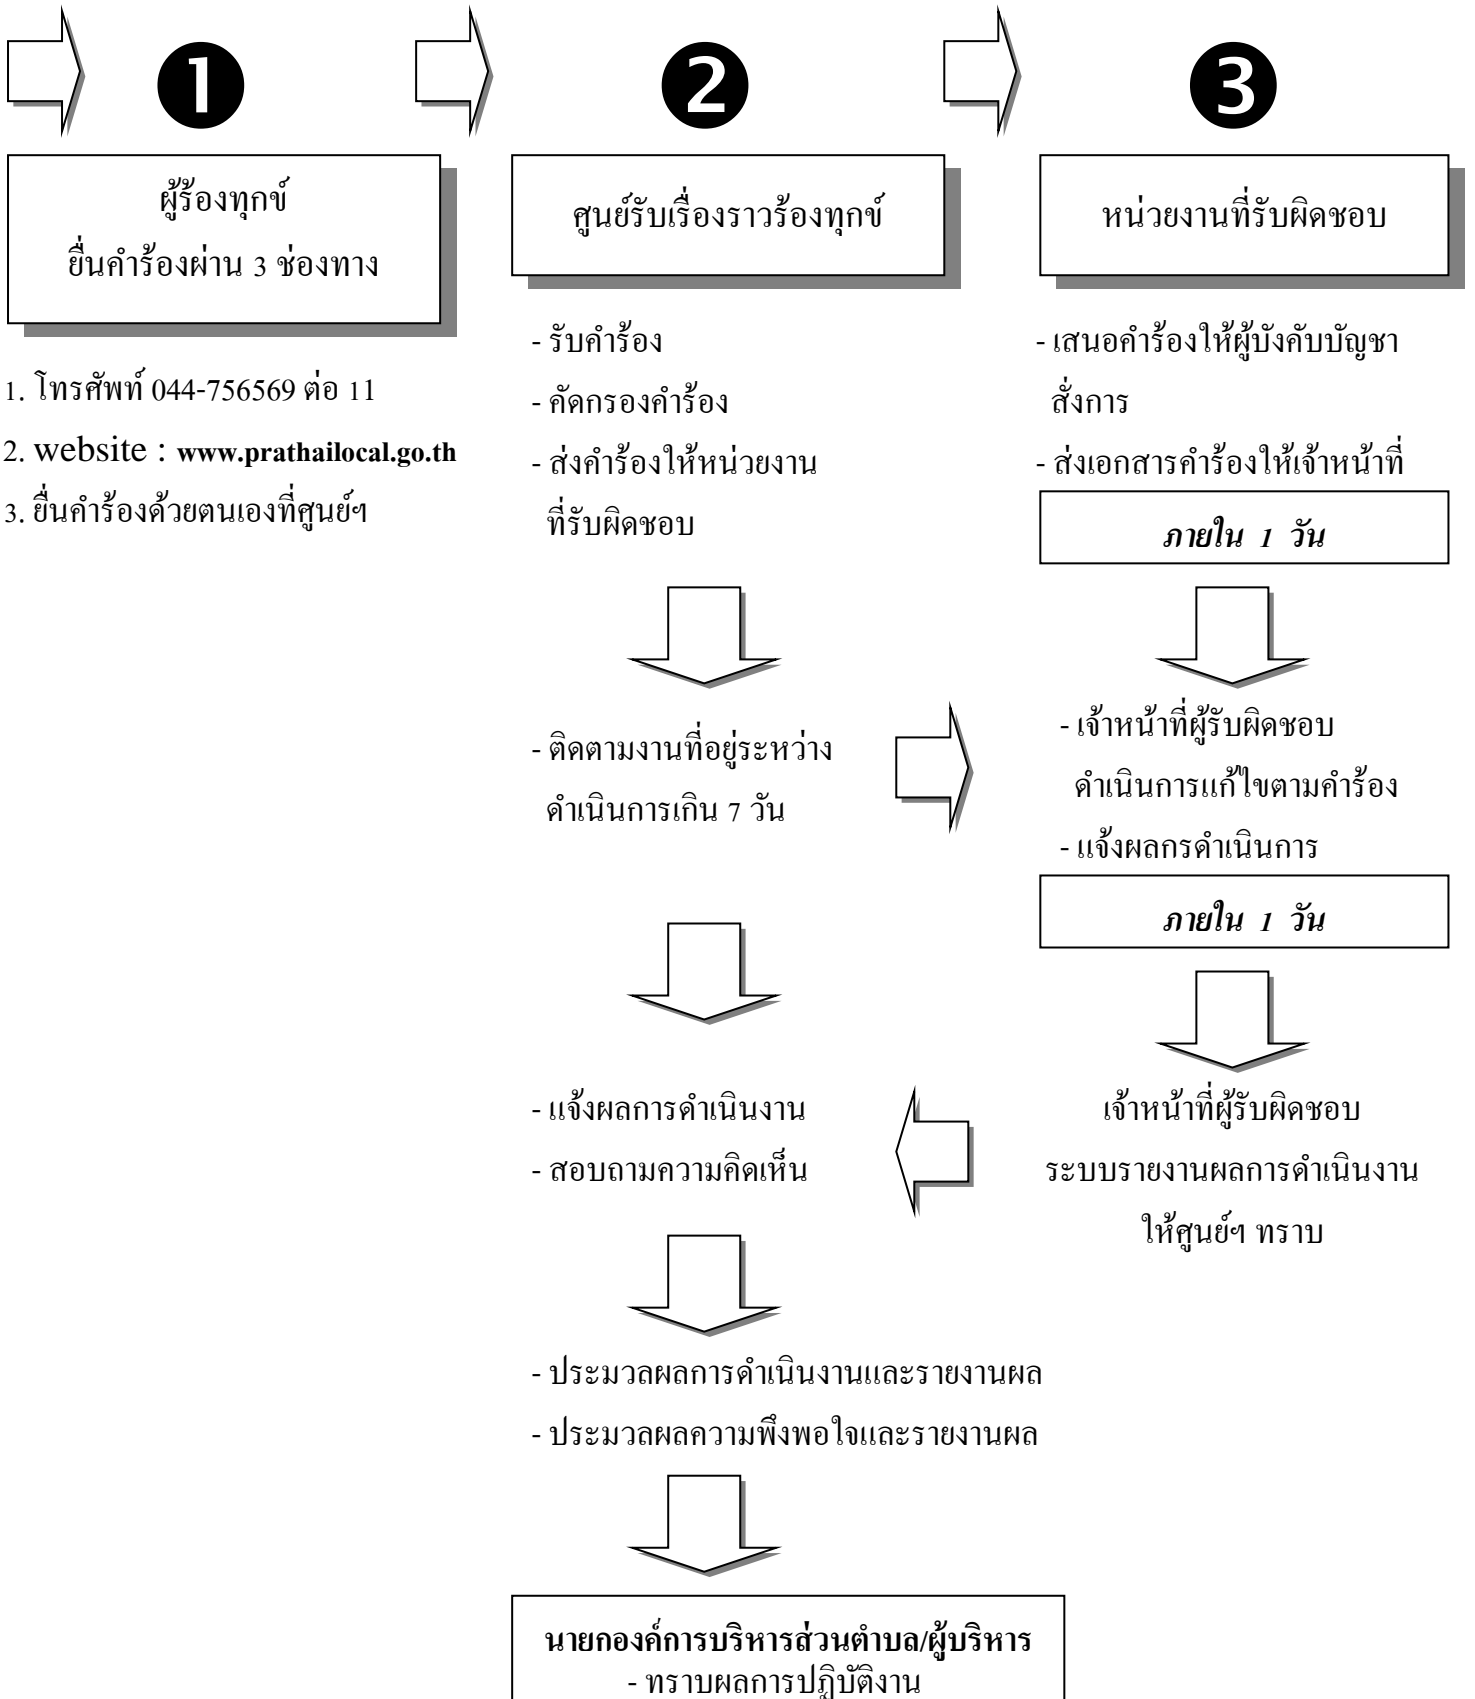 ❶
ผู้ร้องทุกข์
ยื่นคำร้องผ่าน 3 ช่องทาง
1. โทรศัพท์ 044-756569 ต่อ 11
2. website : www.prathailocal.go.th
3. ยื่นคำร้องด้วยตนเองที่ศูนย์ฯ
❷
ศูนย์รับเรื่องราวร้องทุกข์
- รับคำร้อง
- คัดกรองคำร้อง
- ส่งคำร้องให้หน่วยงาน
ที่รับผิดชอบ
- ติดตามงานที่อยู่ระหว่าง
ดำเนินการเกิน 7 วัน
- แจ้งผลการดำเนินงาน
- สอบถามความคิดเห็น
- ประมวลผลการดำเนินงานและรายงานผล
- ประมวลผลความพึงพอใจและรายงานผล
❸
หน่วยงานที่รับผิดชอบ
- เสนอคำร้องให้ผู้บังคับบัญชา
สั่งการ
- ส่งเอกสารคำร้องให้เจ้าหน้าที่
ภายใน 1 วัน
- เจ้าหน้าที่ผู้รับผิดชอบ
ดำเนินการแก้ไขตามคำร้อง
- แจ้งผลกรดำเนินการ
ภายใน 1 วัน
เจ้าหน้าที่ผู้รับผิดชอบ
ระบบรายงานผลการดำเนินงาน
ให้ศูนย์ฯ ทราบ
นายกองค์การบริหารส่วนตำบล/ผู้บริหาร
- ทราบผลการปฏิบัติงาน